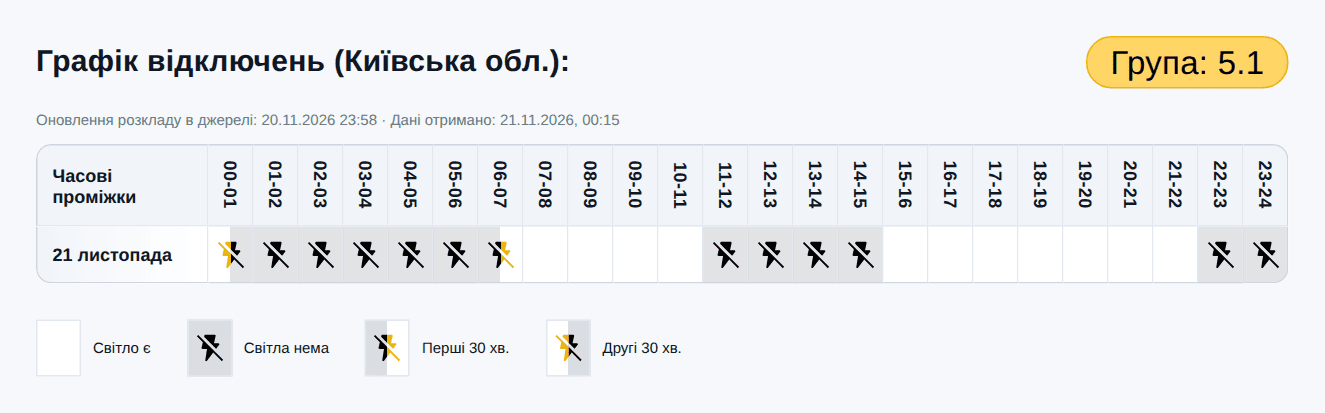 Графік відключень (Київська обл.):
Група: 5.1
Оновлення розкладу в джерелі: 20.11.2026 23:58 · Дані отримано: 21.11.2026, 00:15
Часові
проміжки
00-01
01-02
02-03
03-04
04-05
05-06
06-07
07-08
08-09
09-10
10-11
11-12
12-13
13-14
14-15
15-16
16-17
17-18
18-19
19-20
20-21
21-22
22-23
23-24
21 листопада
Світло є
Світла нема
Перші 30 хв.
Другі 30 хв.